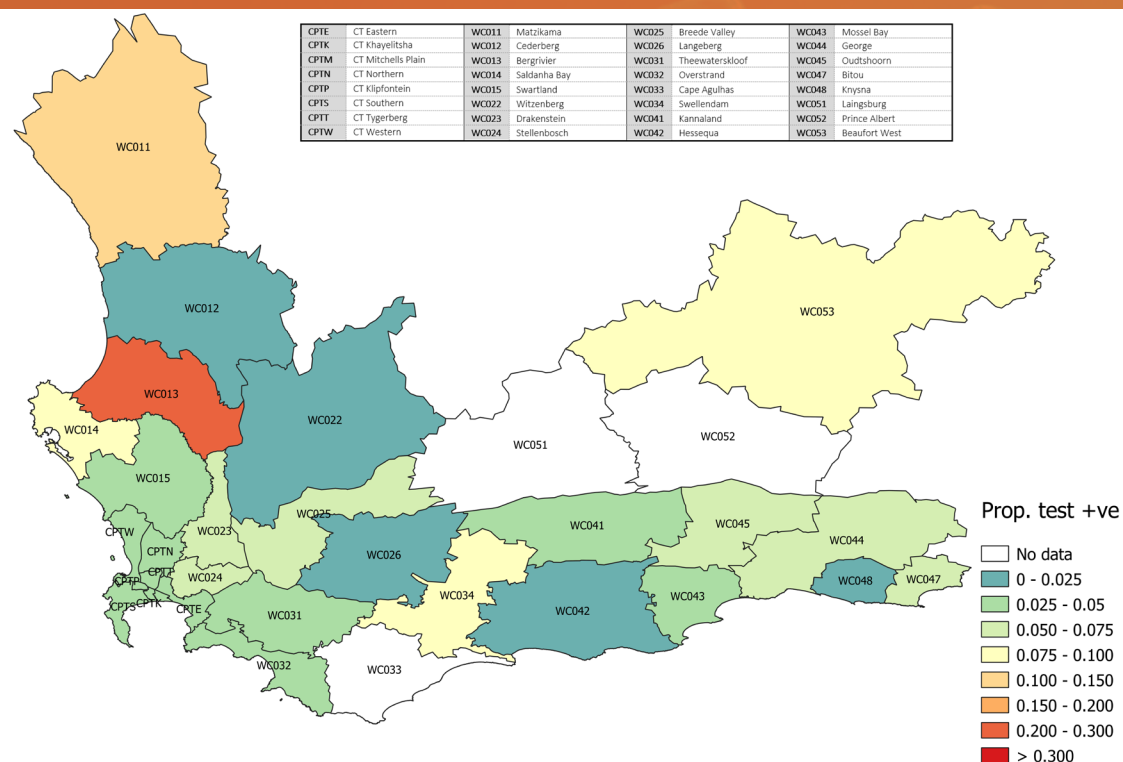 CPTE CT Eastern WC011 Matzikama WC025 Breede Valley WC043 Mossel Bay
CPTK CT Khayelitsha WC012 Cederberg WC026 Langeberg WC044 George
CPTM CT Mitchells Plain WC013 Bergrivier WC031 Theewaterskloof WC045 Oudtshoorn
CPTN CT Northern WC014 Saldanha Bay WC032 Overstrand WC047 Bitou
CPTP CT Klipfontein WC015 Swartland WC033 Cape Agulhas WC048 Knysna
CPTS CT Southern WC022 Witzenberg WC034 Swellendam WC051 Laingsburg
CPTT CT Tygerberg WC023 Drakenstein WC041 Kannaland WC052 Prince Albert
CPTW CT Western WC024 Stellenbosch WC042 Hessequa WC053 Beaufort West
WC011
WC012
WC053
WC013
WC022
WC014
WC052
WC051
WC015
WC025
WC041
WC045
WC023
CPTW
WC044
CPTN
WC026
CPTT
WC024
CPTP
WC048
WC047
WC034
WC043
CPTS
CPTK
CPTE
WC042
WC031
WC032
WC033
Prop. test +ve
No data
0 - 0.025
0.025 - 0.05
0.050 - 0.075
0.075 - 0.100
0.100 - 0.150
0.150 - 0.200
0.200 - 0.300
> 0.300